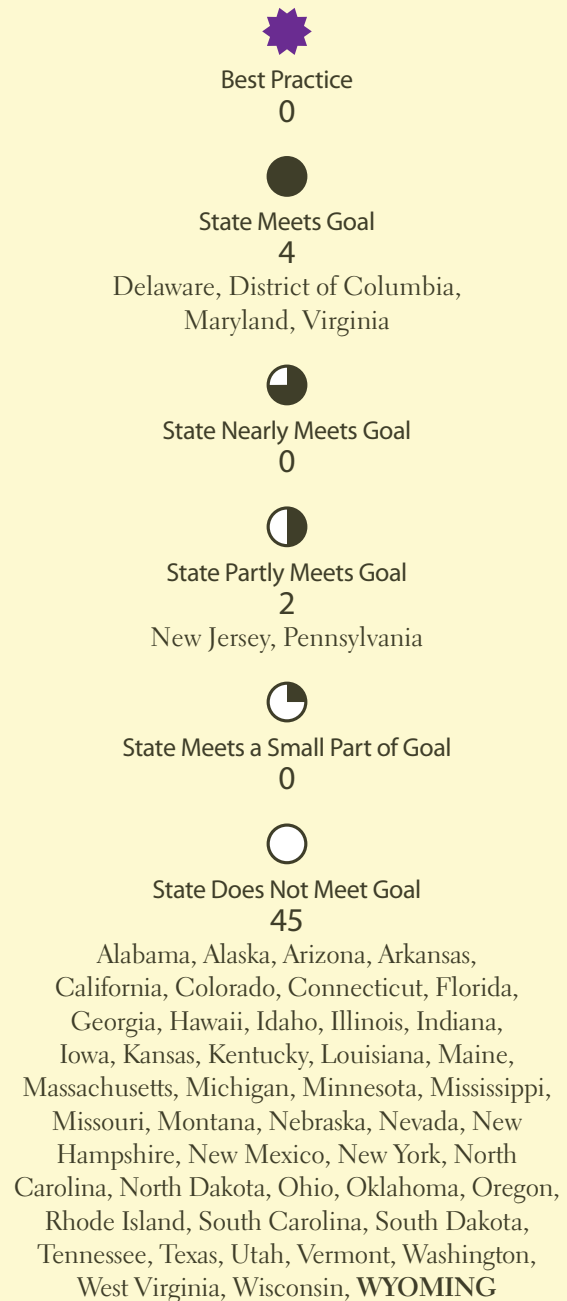 Best Practice
0
State Meets Goal
4
Delaware, District of Columbia,
Maryland, Virginia
State Nearly Meets Goal
0
State Partly Meets Goal
2
New Jersey, Pennsylvania
State Meets a Small Part of Goal
0
State Does Not Meet Goal
45
Alabama, Alaska, Arizona, Arkansas,
California, Colorado, Connecticut, Florida,
Georgia, Hawaii, Idaho, Illinois, Indiana,
Iowa, Kansas, Kentucky, Louisiana, Maine,
Massachusetts, Michigan, Minnesota, Mississippi,
Missouri, Montana, Nebraska, Nevada, New
Hampshire, New Mexico, New York, North
Carolina, North Dakota, Ohio, Oklahoma, Oregon,
Rhode Island, South Carolina, South Dakota,
Tennessee, Texas, Utah, Vermont, Washington,
West Virginia, Wisconsin, WYOMING